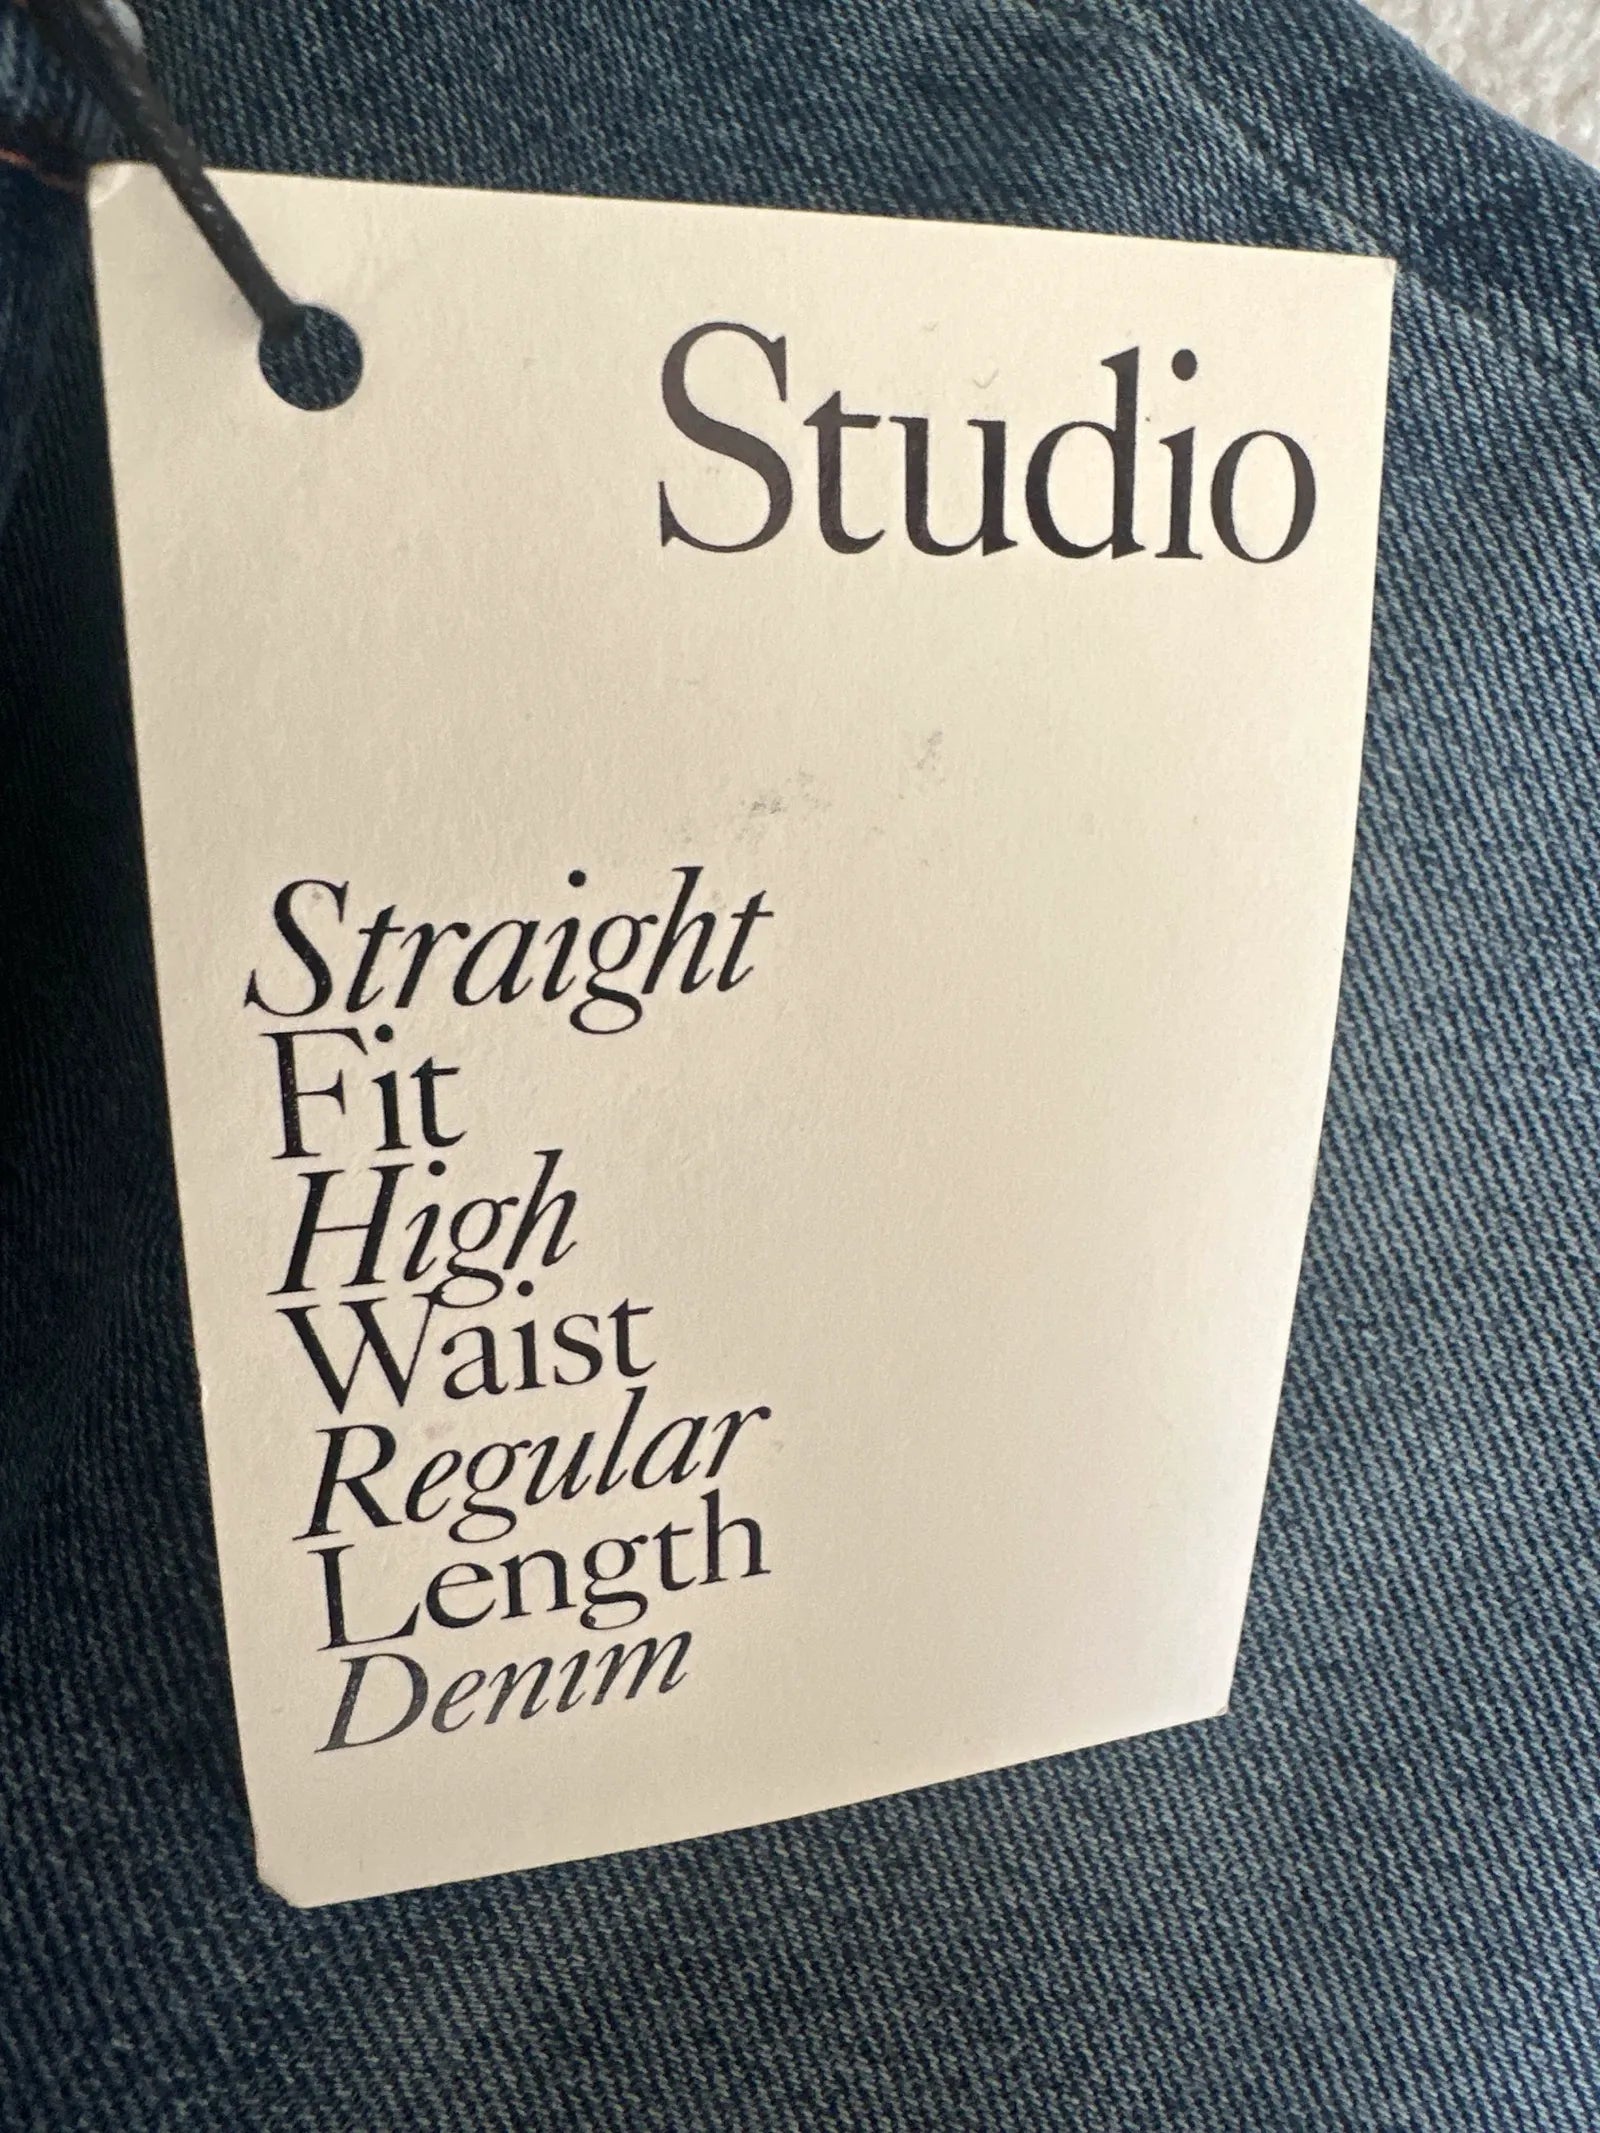 Studio
Straight
Fit
High
Waist
Regular
Length
Denim